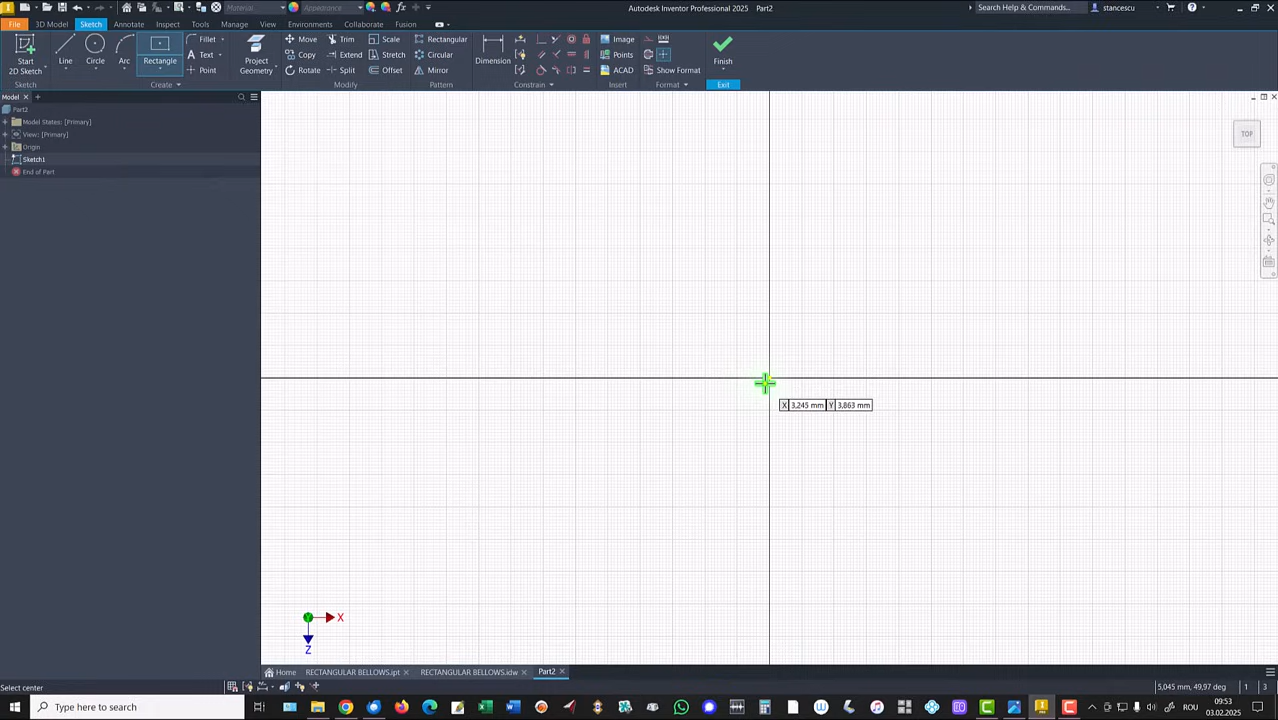 Material
Appearance
Autodesk Inventor Professional 2025 Part2
Search Help & Commands...
stancescu
File 3D Model Sketch Annotate Inspect Tools Manage View Environments Collaborate Fusion
Start
2D Sketch
Line
Circle
Arc
Rectangle
Fillet
Text
Point
Project
Geometry
Move
Copy
Rotate
Trim
Extend
Split
Scale
Stretch
Offset
Rectangular
Circular
Mirror
Dimension
Image
Points
ACAD
Show Format
Finish
Sketch
Create
Modify
Pattern
Constrain
Insert
Format
Exit
Model
Part2
Model States: [Primary]
View: [Primary]
Origin
Sketch1
End of Part
TOP
X 3,245 mm Y 3,863 mm
X
Z
Home RECTANGULAR BELLOWS.ipt RECTANGULAR BELLOWS.idw Part2
Select center
5,045 mm, 49,97 deg 1 3
Type here to search
ROU
09:53
03.02.2025